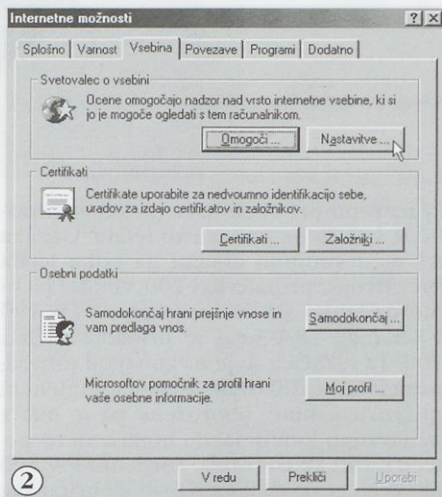 Internetne možnosti
Splošno Varnost Vsebina Povezave Programi Dodatno
Svetovalec o vsebini
Ocene omogočajo nadzor nad vrsto internetne vsebine, ki si
jo je mogoče ogledati s tem računalnikom.
Omogoči ... Nastavitve ...
Certifikati
Certifikate uporabite za nedvoumno identifikacijo sebe,
uradov za izdajo certifikatov in založnikov.
Certifikati ... Založniki ...
Osebni podatki
Samodokončaj hrani prejšnje vnose in
vam predlaga vnos.
Samodokončaj ...
Microsoftov pomočnik za profil hrani
vaše osebne informacije.
Moj profil ...
2
V redu Prekliči Uporabi